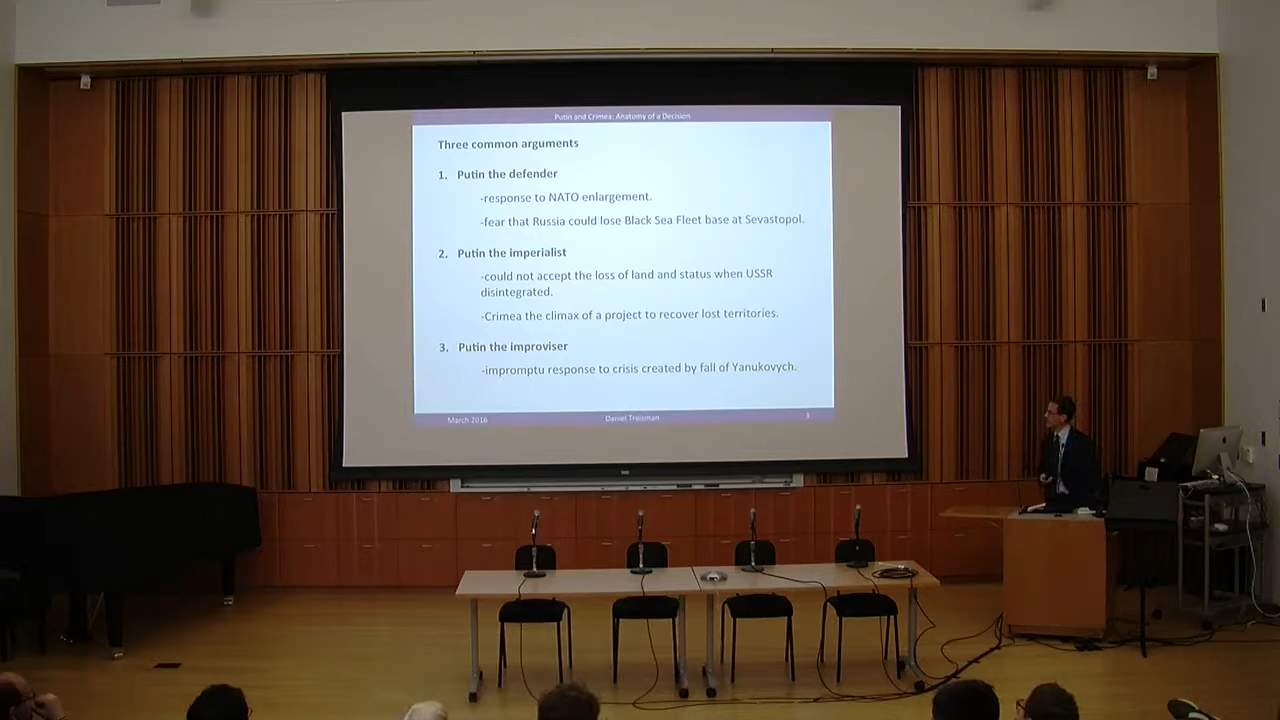 Putin and Crimea: Anatomy of a Decision
Three common arguments
1. Putin the defender
-response to NATO enlargement.
-fear that Russia could lose Black Sea Fleet base at Sevastopol.
2. Putin the imperialist
-could not accept the loss of land and status when USSR
disintegrated.
-Crimea the climax of a project to recover lost territories.
3. Putin the improviser
-impromptu response to crisis created by fall of Yanukovych.
March 2016 Daniel Treisman 3